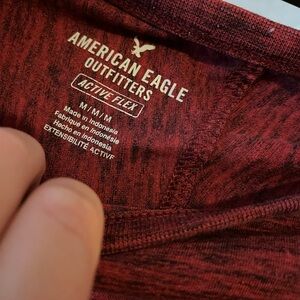 AMERICAN EAGLE
OUTFITTERS
ACTIVE FLEX
M / M / M
Made in Indonesia
Fabriqué en Indonésie
Hecho en Indonesia
EXTENSIBILITÉ ACTIVE